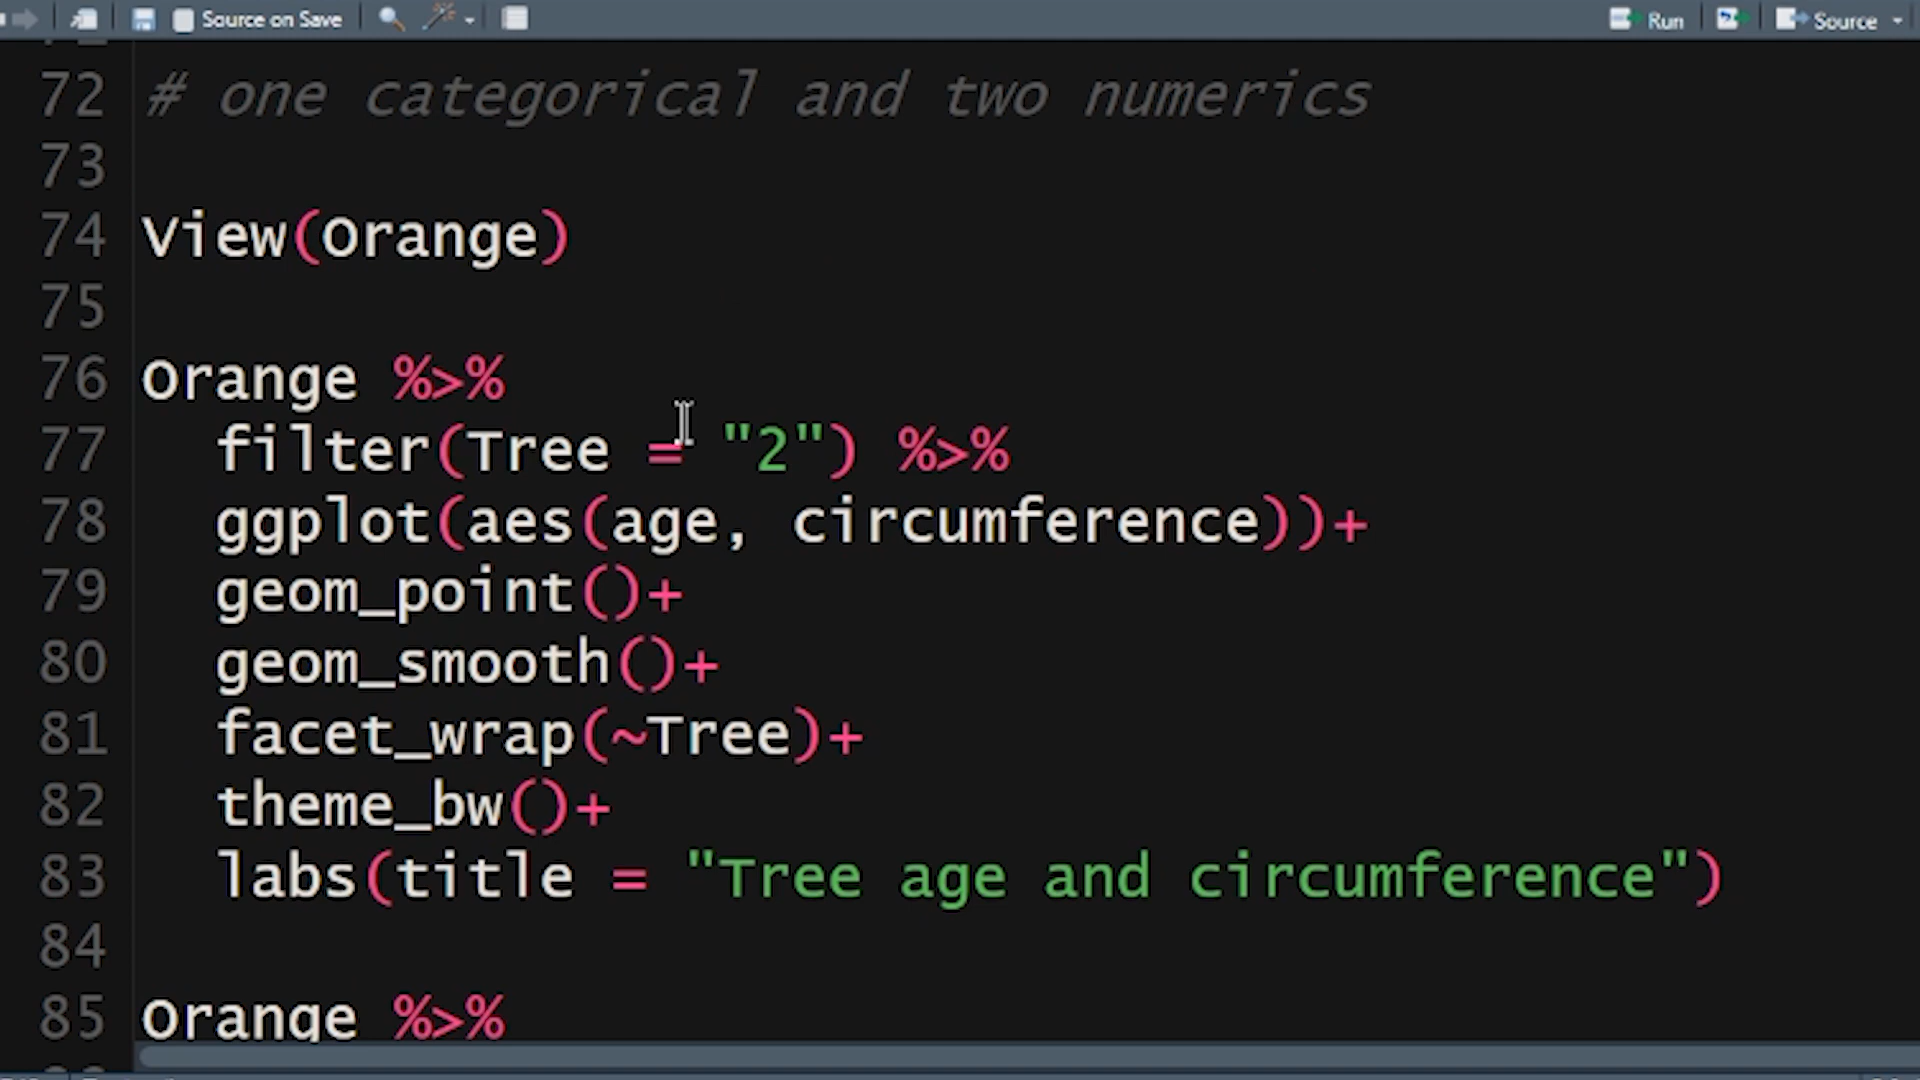 Source on Save
Run
Source
72 # one categorical and two numerics
73
74 View(Orange)
75
76 Orange %>%
77 filter(Tree = "2") %>%
78 ggplot(aes(age, circumference))+
79 geom_point()+
80 geom_smooth()+
81 facet_wrap(~Tree)+
82 theme_bw()+
83 labs(title = "Tree age and circumference")
84
85 Orange %>%